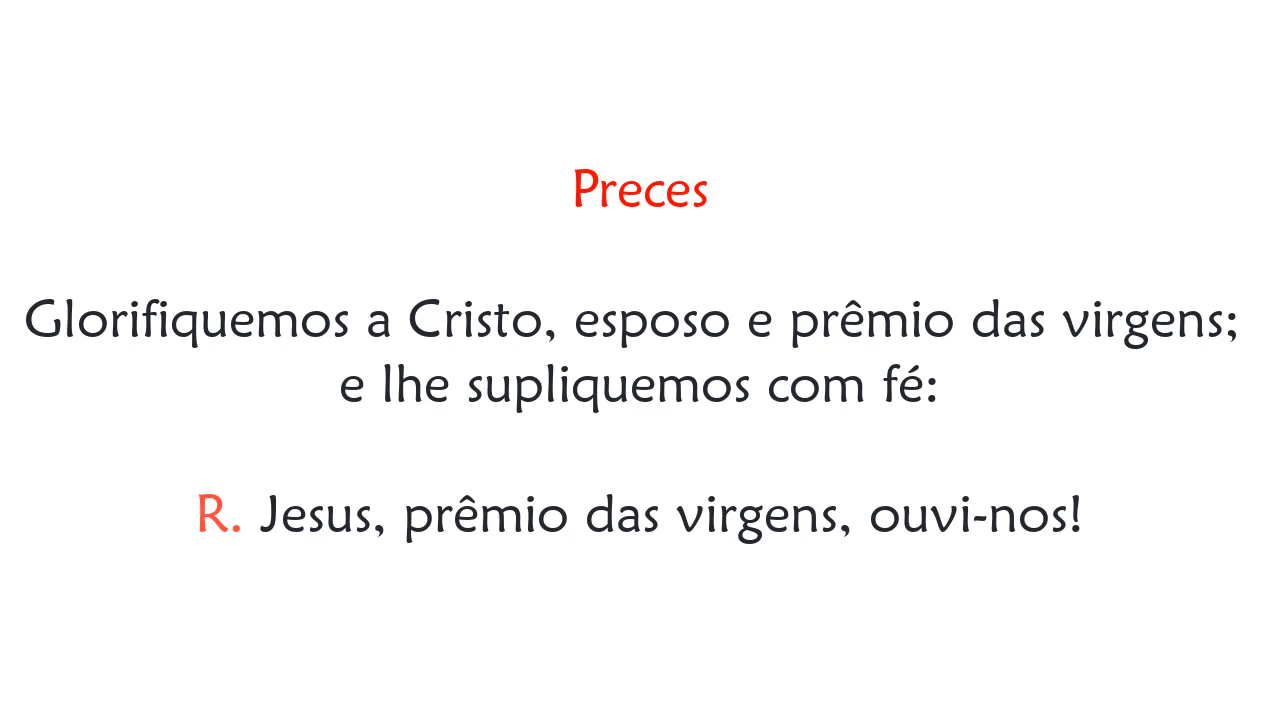 Preces
Glorifiquemos a Cristo, esposo e prêmio das virgens;
e lhe supliquemos com fé:
R. Jesus, prêmio das virgens, ouvi-nos!